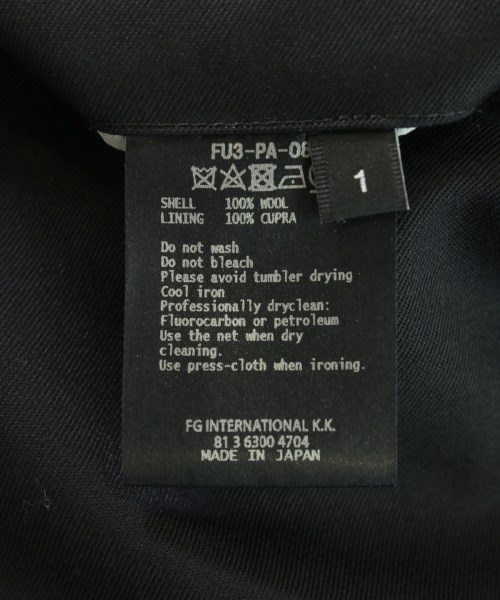 FU3-PA-08
1
SHELL 100% WOOL
LINING 100% CUPRA
Do not wash
Do not bleach
Please avoid tumbler drying
Cool iron
Professionally dryclean:
Fluorocarbon or petroleum
Use the net when dry
cleaning.
Use press-cloth when ironing.
FG INTERNATIONAL K.K.
81 3 6300 4704
MADE IN JAPAN